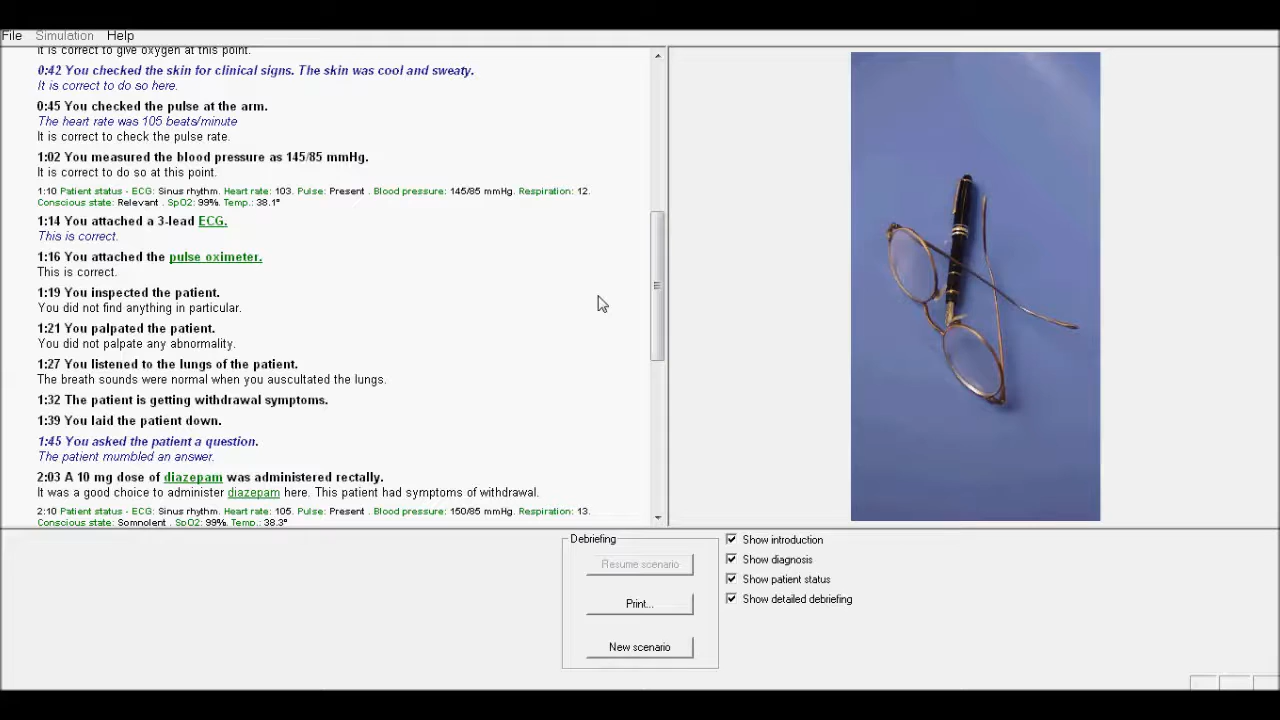 File Simulation Help
It is correct to give oxygen at this point.
0:42 You checked the skin for clinical signs. The skin was cool and sweaty.
It is correct to do so here.
0:45 You checked the pulse at the arm.
The heart rate was 105 beats/minute
It is correct to check the pulse rate.
1:02 You measured the blood pressure as 145/85 mmHg.
It is correct to do so at this point.
1:10 Patient status - ECG: Sinus rhythm. Heart rate: 103. Pulse: Present . Blood pressure: 145/85 mmHg. Respiration: 12.
Conscious state: Relevant . SpO2: 99%. Temp.: 38.1°
1:14 You attached a 3-lead ECG.
This is correct.
1:16 You attached the pulse oximeter.
This is correct.
1:19 You inspected the patient.
You did not find anything in particular.
1:21 You palpated the patient.
You did not palpate any abnormality.
1:27 You listened to the lungs of the patient.
The breath sounds were normal when you auscultated the lungs.
1:32 The patient is getting withdrawal symptoms.
1:39 You laid the patient down.
1:45 You asked the patient a question.
The patient mumbled an answer.
2:03 A 10 mg dose of diazepam was administered rectally.
It was a good choice to administer diazepam here. This patient had symptoms of withdrawal.
2:10 Patient status - ECG: Sinus rhythm. Heart rate: 105. Pulse: Present . Blood pressure: 150/85 mmHg. Respiration: 13.
Conscious state: Somnolent . SpO2: 99%. Temp.: 38.3°
Debriefing
Resume scenario
Print...
New scenario
Show introduction
Show diagnosis
Show patient status
Show detailed debriefing